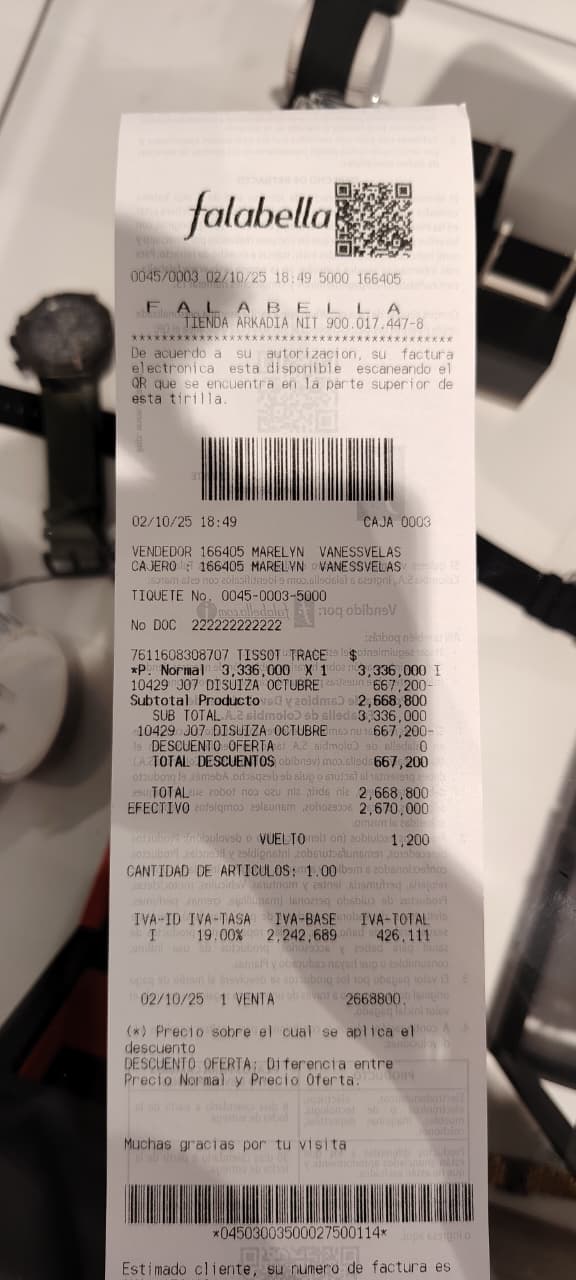 falabella
0045/0003 02/10/25 18:49 5000 166405
F A L A B E L L A
TIENDA ARKADIA NIT 900.017.447-8
****************************************
De acuerdo a su autorizacion, su factura
electronica esta disponible escaneando el
QR que se encuentra en la parte superior de
esta tirilla.
02/10/25 18:49 CAJA 0003
VENDEDOR 166405 MARELYN VANESSVELAS
CAJERO : 166405 MARELYN VANESSVELAS
TIQUETE No. 0045-0003-5000
No DOC 222222222222
7611608308707 TISSOT TRACE $
*P. Normal 3,336,000 X 1 3,336,000 I
10429 J07 DISUIZA OCTUBRE 667,200-
Subtotal Producto 2,668,800
SUB TOTAL 3,336,000
10429 J07 DISUIZA OCTUBRE 667,200-
DESCUENTO OFERTA 0
TOTAL DESCUENTOS 667,200
TOTAL 2,668,800
EFECTIVO 2,670,000
VUELTO 1,200
CANTIDAD DE ARTICULOS: 1.00
IVA-ID IVA-TASA IVA-BASE IVA-TOTAL
I 19.00% 2,242,689 426,111
02/10/25 1 VENTA 2668800.
(*) Precio sobre el cual se aplica el
descuento
DESCUENTO OFERTA: Diferencia entre
Precio Normal y Precio Oferta.
Muchas gracias por tu visita
*04503003500027500114*
Estimado cliente, su numero de factura es